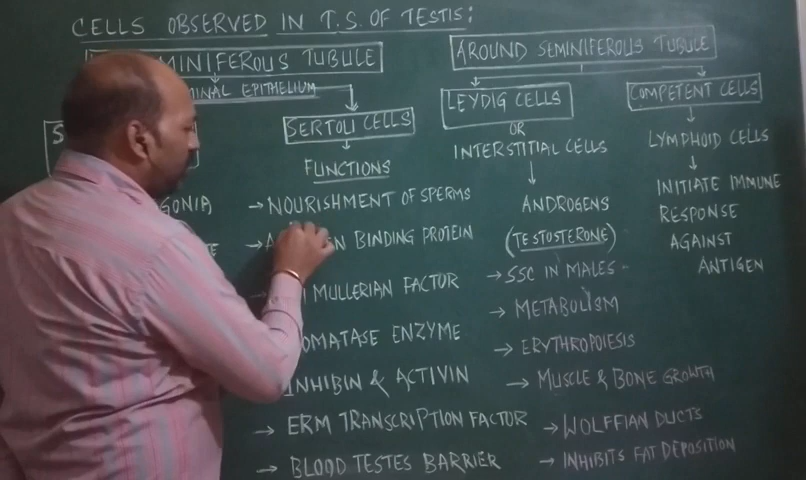 CELLS OBSERVED IN T.S. OF TESTIS:
MINIFEROUS TUBULE
MINAL EPITHELIUM
SERTOLI CELLS
FUNCTIONS
GONIA
→ NOURISHMENT OF SPERMS
BINDING PROTEIN
MULLERIAN FACTOR
OMATASE ENZYME
INHIBIN & ACTIVIN
→ ERM TRANSCRIPTION FACTOR
→ BLOOD TESTES BARRIER
AROUND SEMINIFEROUS TUBULE
LEYDIG CELLS
OR
INTERSTITIAL CELLS
ANDROGENS
(TESTOSTERONE)
→ SSC IN MALES
→ METABOLISM
→ ERYTHROPOIESIS
→ MUSCLE & BONE GROWTH
→ WOLFFIAN DUCTS
→ INHIBITS FAT DEPOSITION
COMPETENT CELLS
LYMPHOID CELLS
INITIATE IMMUNE
RESPONSE
AGAINST
ANTIGEN